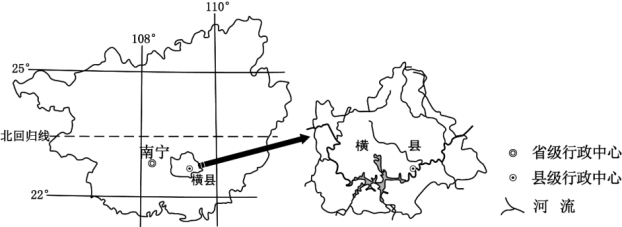 110°
108°
25°
北回归线
南宁
横县
22°
横 县
省级行政中心
县级行政中心
河 流